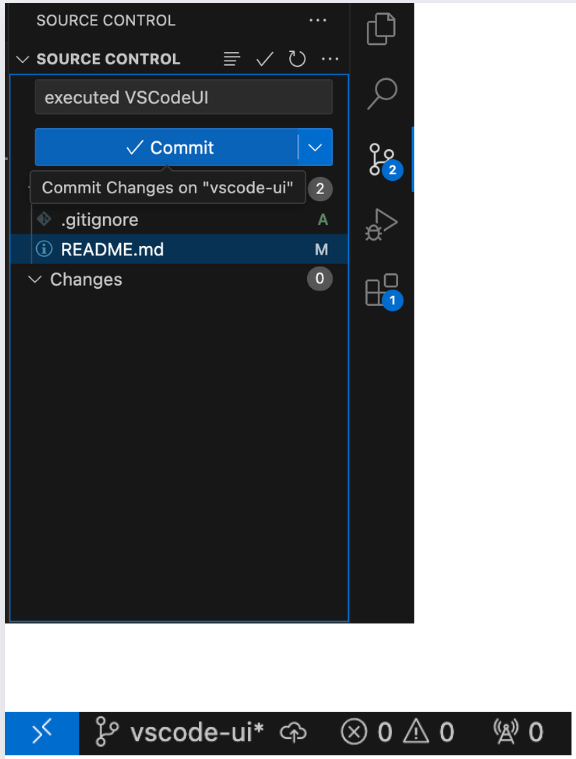 SOURCE CONTROL
SOURCE CONTROL
executed VSCodeUI
Commit
2
Commit Changes on "vscode-ui" 2
.gitignore A
README.md M
Changes 0
1
vscode-ui* 0 0 0